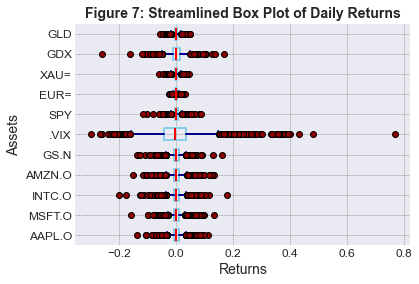 Figure 7: Streamlined Box Plot of Daily Returns
GLD
GDX
XAU=
EUR=
SPY
.VIX
GS.N
AMZN.O
INTC.O
MSFT.O
AAPL.O
Assets
−0.2 0.0 0.2 0.4 0.6 0.8
Returns